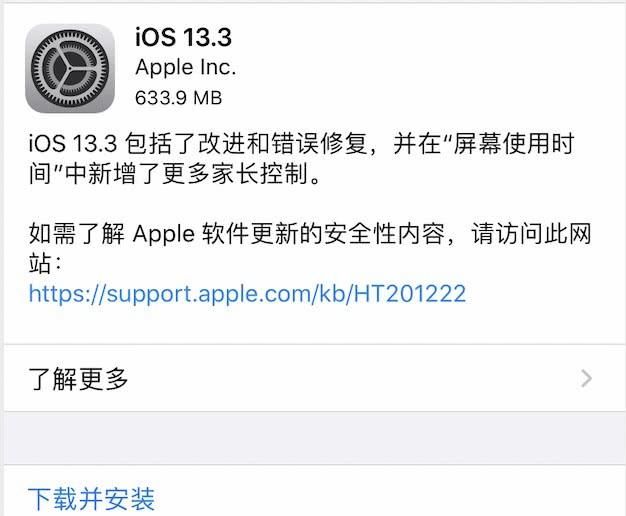 iOS 13.3
Apple Inc.
633.9 MB
iOS 13.3 包括了改进和错误修复，并在“屏幕使用时
间”中新增了更多家长控制。
如需了解 Apple 软件更新的安全性内容，请访问此网
站：
https://support.apple.com/kb/HT201222
了解更多
下载并安装